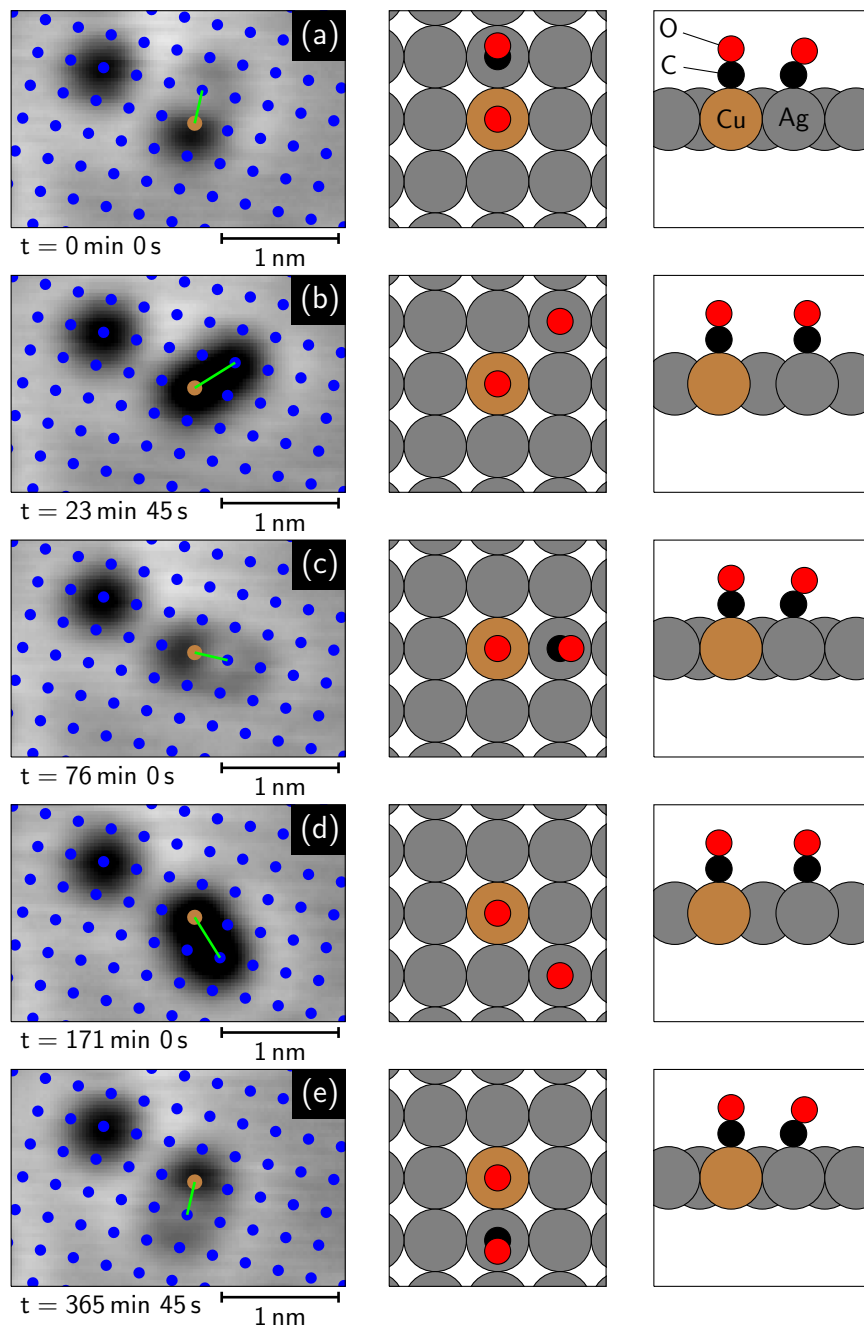 (a)
O
C
Cu
Ag
t = 0 min 0 s
1 nm
(b)
t = 23 min 45 s
1 nm
(c)
t = 76 min 0 s
1 nm
(d)
t = 171 min 0 s
1 nm
(e)
t = 365 min 45 s
1 nm